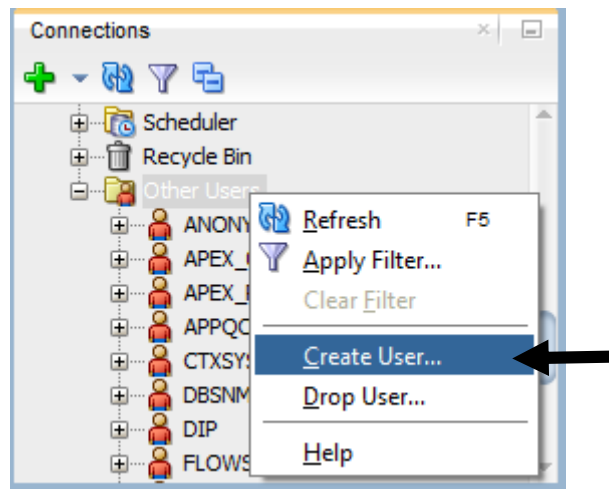 Connections
Scheduler
Recycle Bin
Other Users
ANONY
Refresh F5
APEX_
Apply Filter...
APEX_
Clear Filter
APPQC
CTXSYS
Create User...
DBSNM
Drop User...
DIP
FLOWS
Help